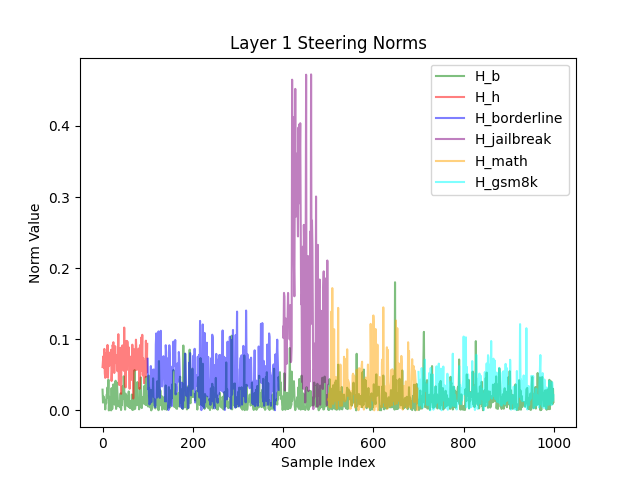 Layer 1 Steering Norms
H_b
H_h
H_borderline
H_jailbreak
H_math
H_gsm8k
Norm Value
0.4
0.3
0.2
0.1
0.0
0 200 400 600 800 1000
Sample Index